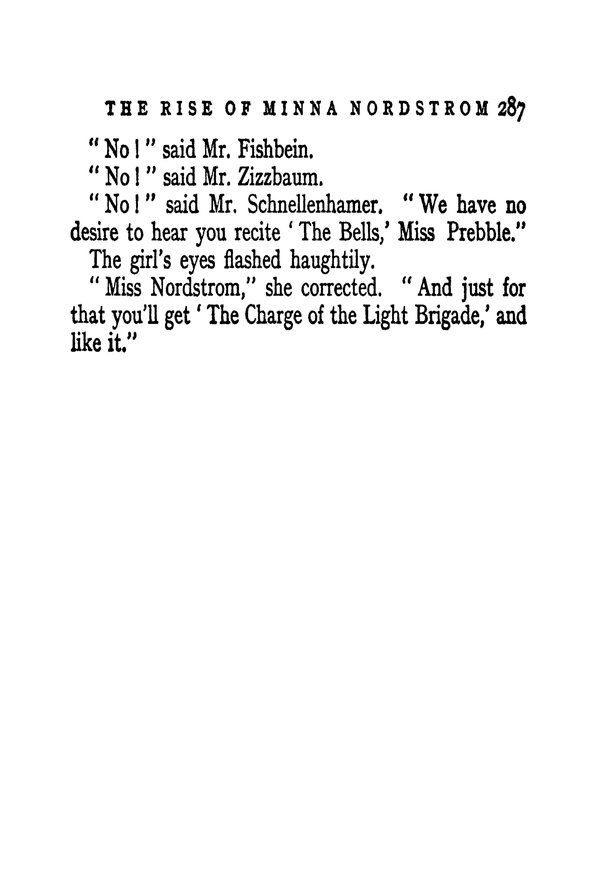 THE RISE OF MINNA NORDSTROM 287
“ No ! ” said Mr. Fishbein.
“ No ! ” said Mr. Zizzbaum.
“ No ! ” said Mr. Schnellenhamer. “ We have no
desire to hear you recite ‘ The Bells,’ Miss Prebble.”
The girl’s eyes flashed haughtily.
“ Miss Nordstrom,” she corrected. “ And just for
that you’ll get ‘ The Charge of the Light Brigade,’ and
like it.”